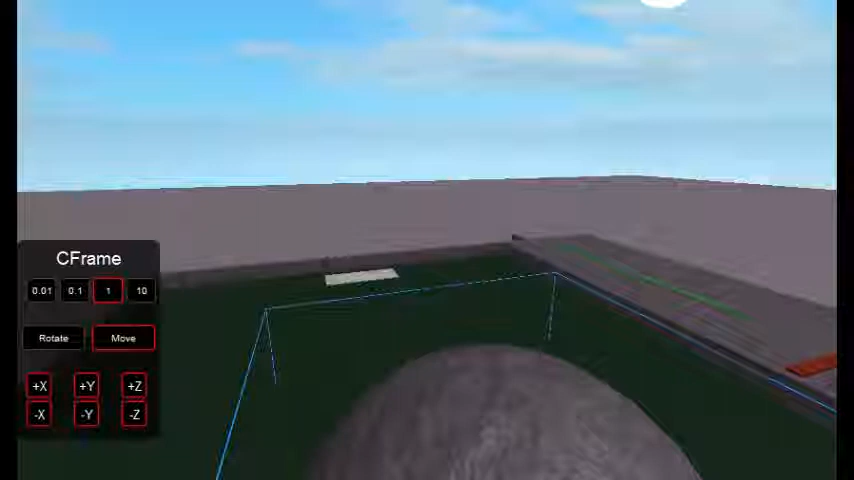 CFrame
0.01 0.1 1 10
Rotate Move
+X +Y +Z
-X -Y -Z